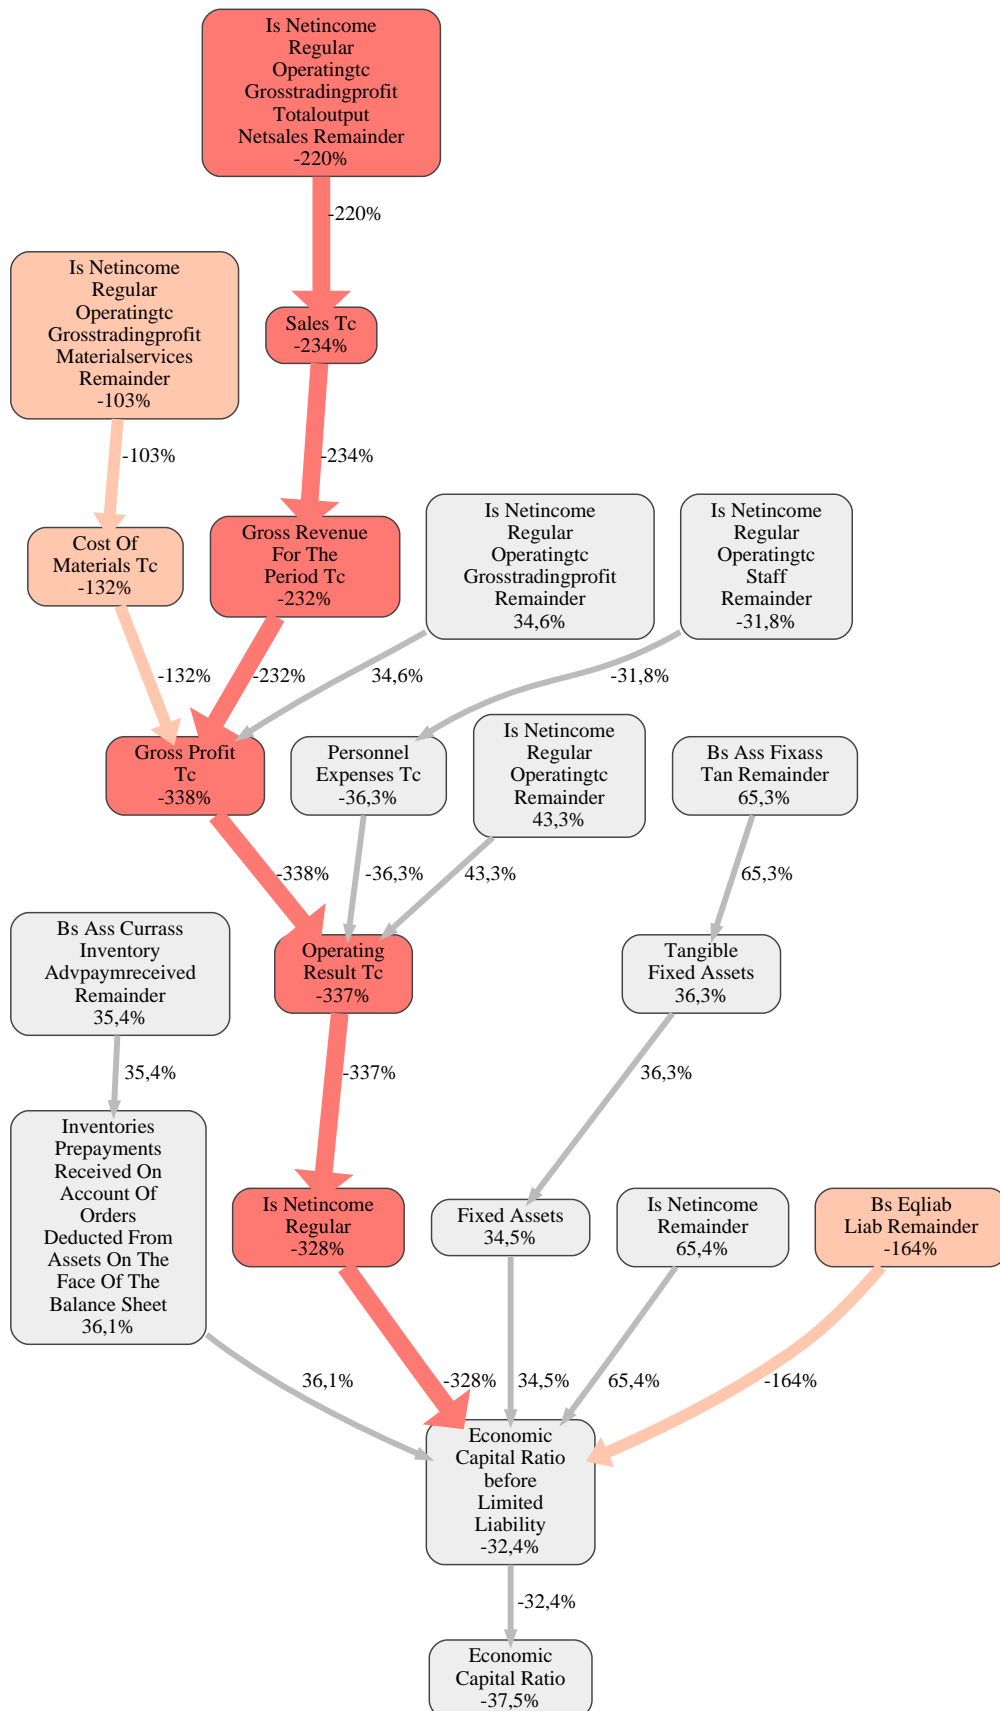 Is Netincome
Regular
Operatingtc
Grosstradingprofit
Totaloutput
Netsales Remainder
-220%
-220%
Is Netincome
Regular
Operatingtc
Grosstradingprofit
Materialservices
Remainder
-103%
Sales Tc
-234%
-103%
-234%
Cost Of
Materials Tc
-132%
Gross Revenue
For The
Period Tc
-232%
Is Netincome
Regular
Operatingtc
Grosstradingprofit
Remainder
34,6%
Is Netincome
Regular
Operatingtc
Staff
Remainder
-31,8%
-132%
-232%
34,6%
-31,8%
Gross Profit
Tc
-338%
Personnel
Expenses Tc
-36,3%
Is Netincome
Regular
Operatingtc
Remainder
43,3%
Bs Ass Fixass
Tan Remainder
65,3%
-338%
-36,3%
43,3%
65,3%
Bs Ass Currass
Inventory
Advpaymreceived
Remainder
35,4%
Operating
Result Tc
-337%
Tangible
Fixed Assets
36,3%
35,4%
-337%
36,3%
Inventories
Prepayments
Received On
Account Of
Orders
Deducted From
Assets On The
Face Of The
Balance Sheet
36,1%
Is Netincome
Regular
-328%
Fixed Assets
34,5%
Is Netincome
Remainder
65,4%
Bs Eqliab
Liab Remainder
-164%
36,1%
-328%
34,5%
65,4%
-164%
Economic
Capital Ratio
before
Limited
Liability
-32,4%
-32,4%
Economic
Capital Ratio
-37,5%